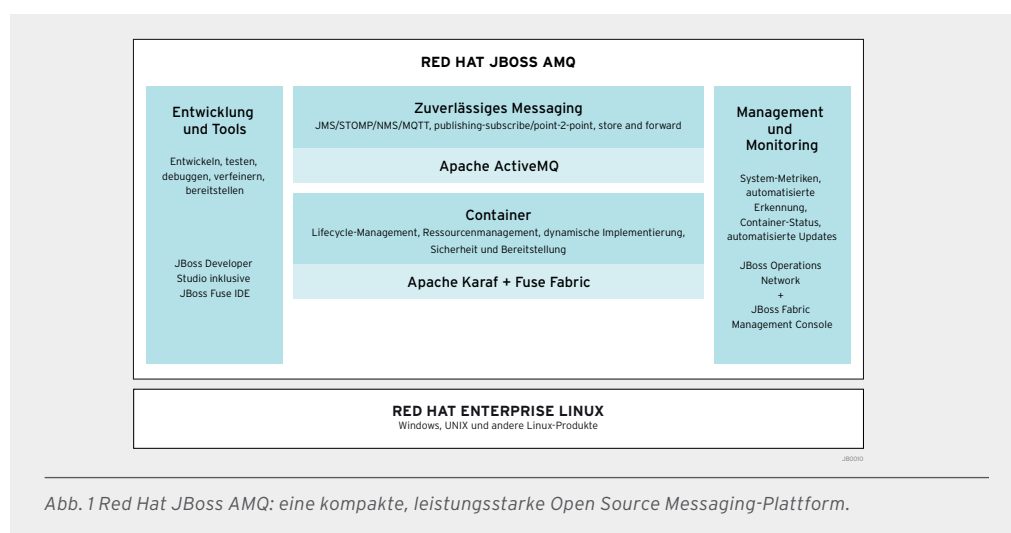 RED HAT JBOSS AMQ
Entwicklung
und Tools
Entwickeln, testen,
debuggen, verfeinern,
bereitstellen
JBoss Developer
Studio inklusive
JBoss Fuse IDE
Zuverlässiges Messaging
JMS/STOMP/NMS/MQTT, publishing-subscribe/point-2-point, store and forward
Apache ActiveMQ
Container
Lifecycle-Management, Ressourcenmanagement, dynamische Implementierung,
Sicherheit und Bereitstellung
Apache Karaf + Fuse Fabric
Management
und
Monitoring
System-Metriken,
automatisierte
Erkennung,
Container-Status,
automatisierte Updates
JBoss Operations
Network
+
JBoss Fabric
Management Console
RED HAT ENTERPRISE LINUX
Windows, UNIX und andere Linux-Produkte
JB0010
Abb. 1 Red Hat JBoss AMQ: eine kompakte, leistungsstarke Open Source Messaging-Plattform.